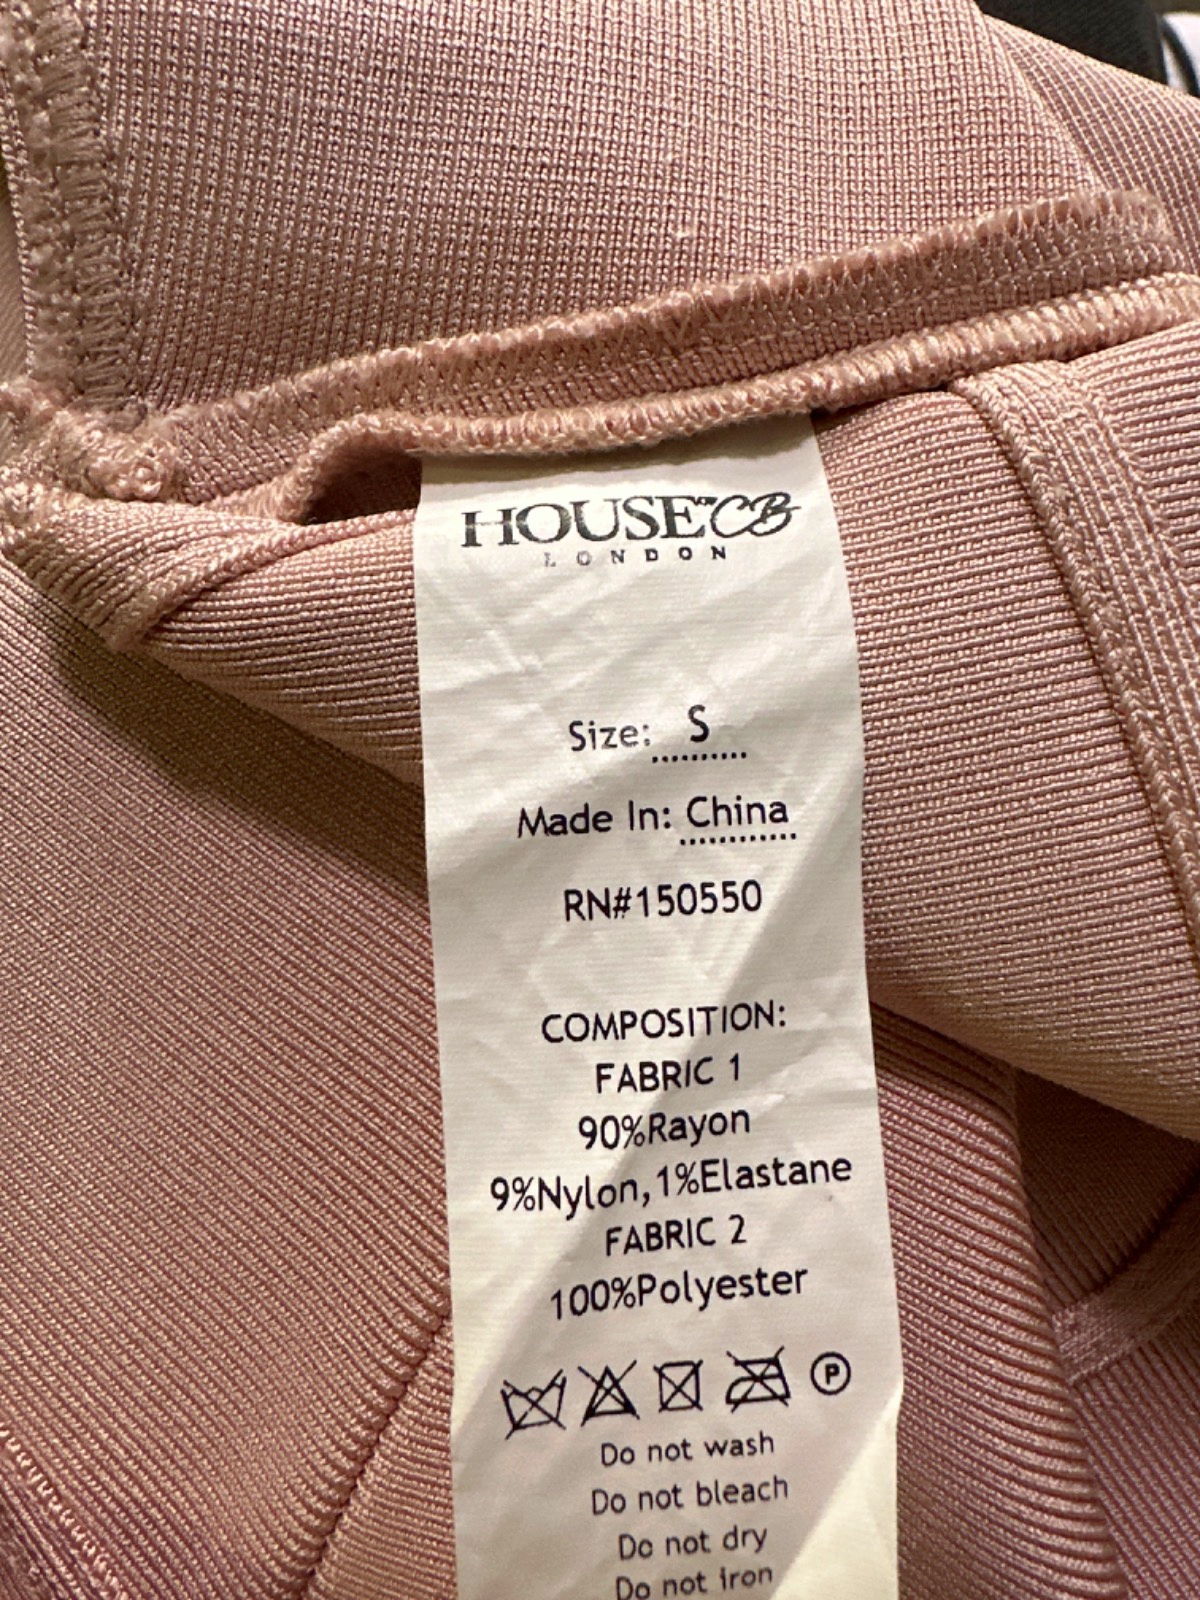 HOUSE OF CB
LONDON
Size: S
Made In: China
RN#150550
COMPOSITION:
FABRIC 1
90%Rayon
9%Nylon,1%Elastane
FABRIC 2
100%Polyester
P
Do not wash
Do not bleach
Do not dry
Do not iron